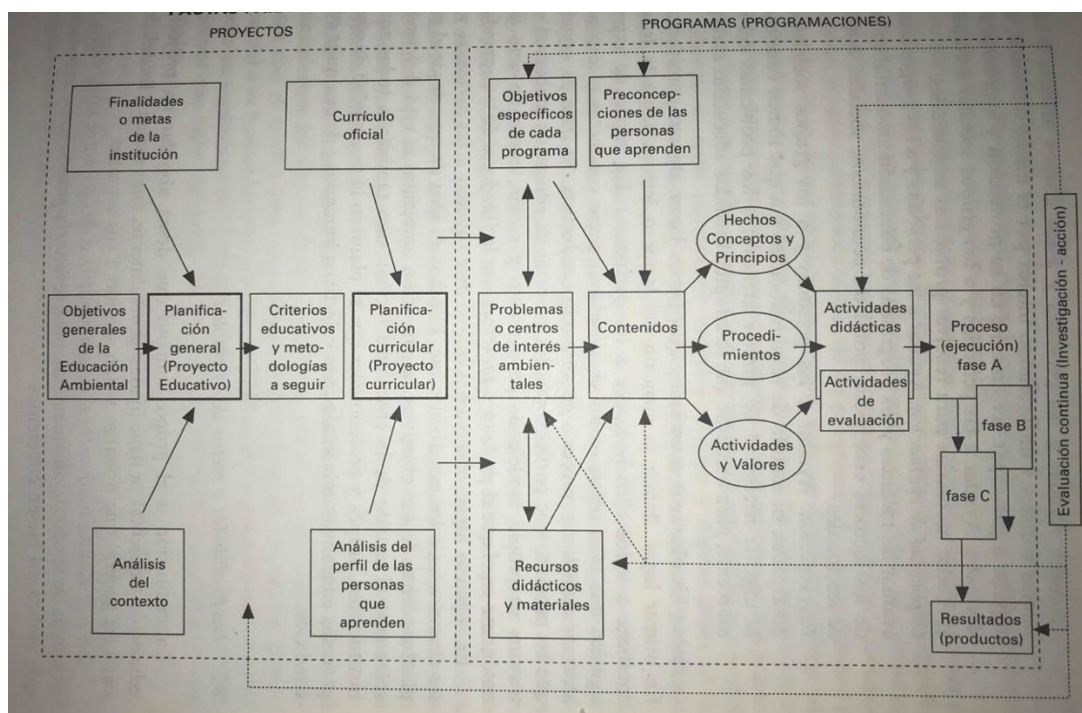 PROYECTOS
PROGRAMAS (PROGRAMACIONES)
Finalidades
o metas
de la
institución
Currículo
oficial
Objetivos
específicos
de cada
programa
Preconcep-
ciones de las
personas
que aprenden
Hechos
Conceptos y
Principios
Objetivos
generales
de la
Educación
Ambiental
Planifica-
ción
general
(Proyecto
Educativo)
Criterios
educativos
y meto-
dologías
a seguir
Planifica-
ción
curricular
(Proyecto
curricular)
Problemas
o centros
de interés
ambien-
tales
Contenidos
Procedi-
mientos
Actividades
didácticas
Actividades
de
evaluación
Proceso
(ejecución)
fase A
fase B
fase C
Actividades
y Valores
Análisis
del
contexto
Análisis del
perfil de las
personas
que
aprenden
Recursos
didácticos
y materiales
Resultados
(productos)
Evaluación continua (Investigación - acción)